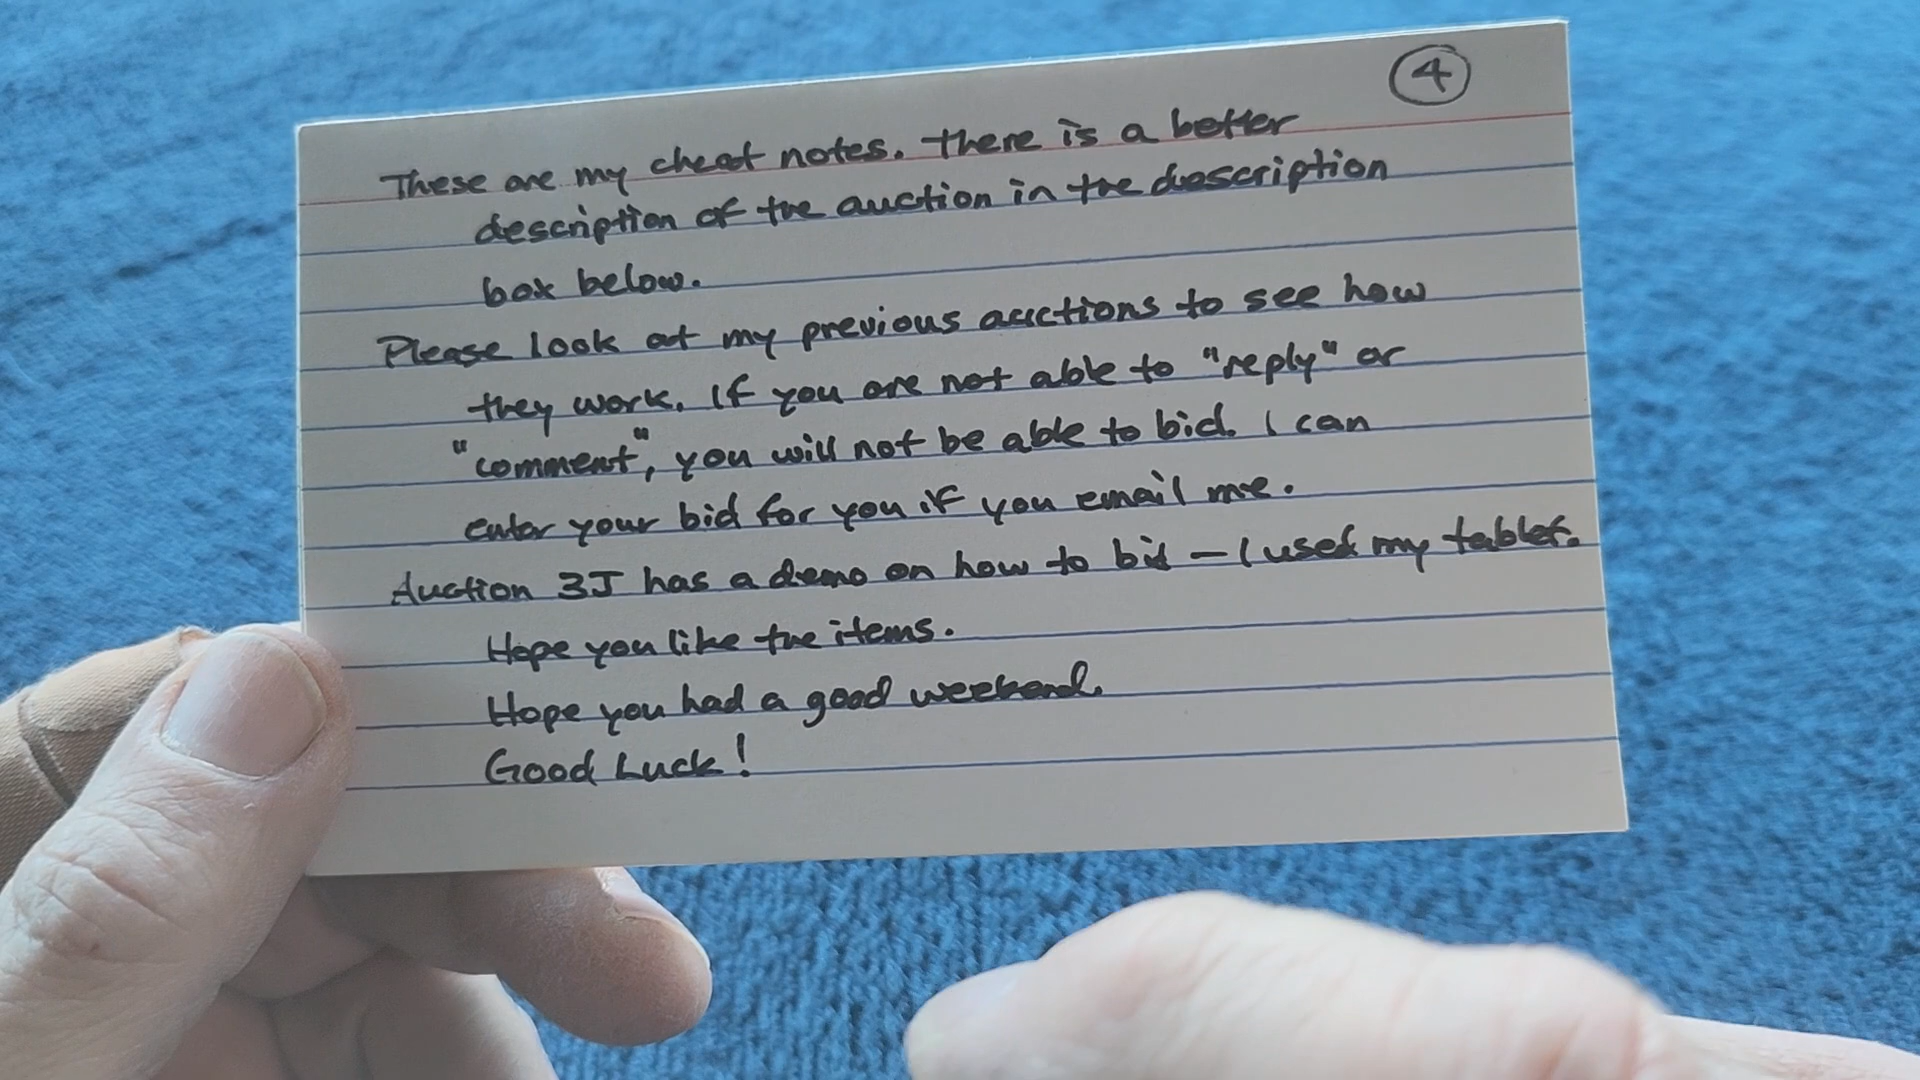 4
These are my cheat notes. There is a better
description of the auction in the description
box below.
Please look at my previous auctions to see how
they work. If you are not able to "reply" or
"comment", you will not be able to bid. I can
enter your bid for you if you email me.
Auction 3J has a demo on how to bid – I used my tablet.
Hope you like the items.
Hope you had a good weekend.
Good Luck!